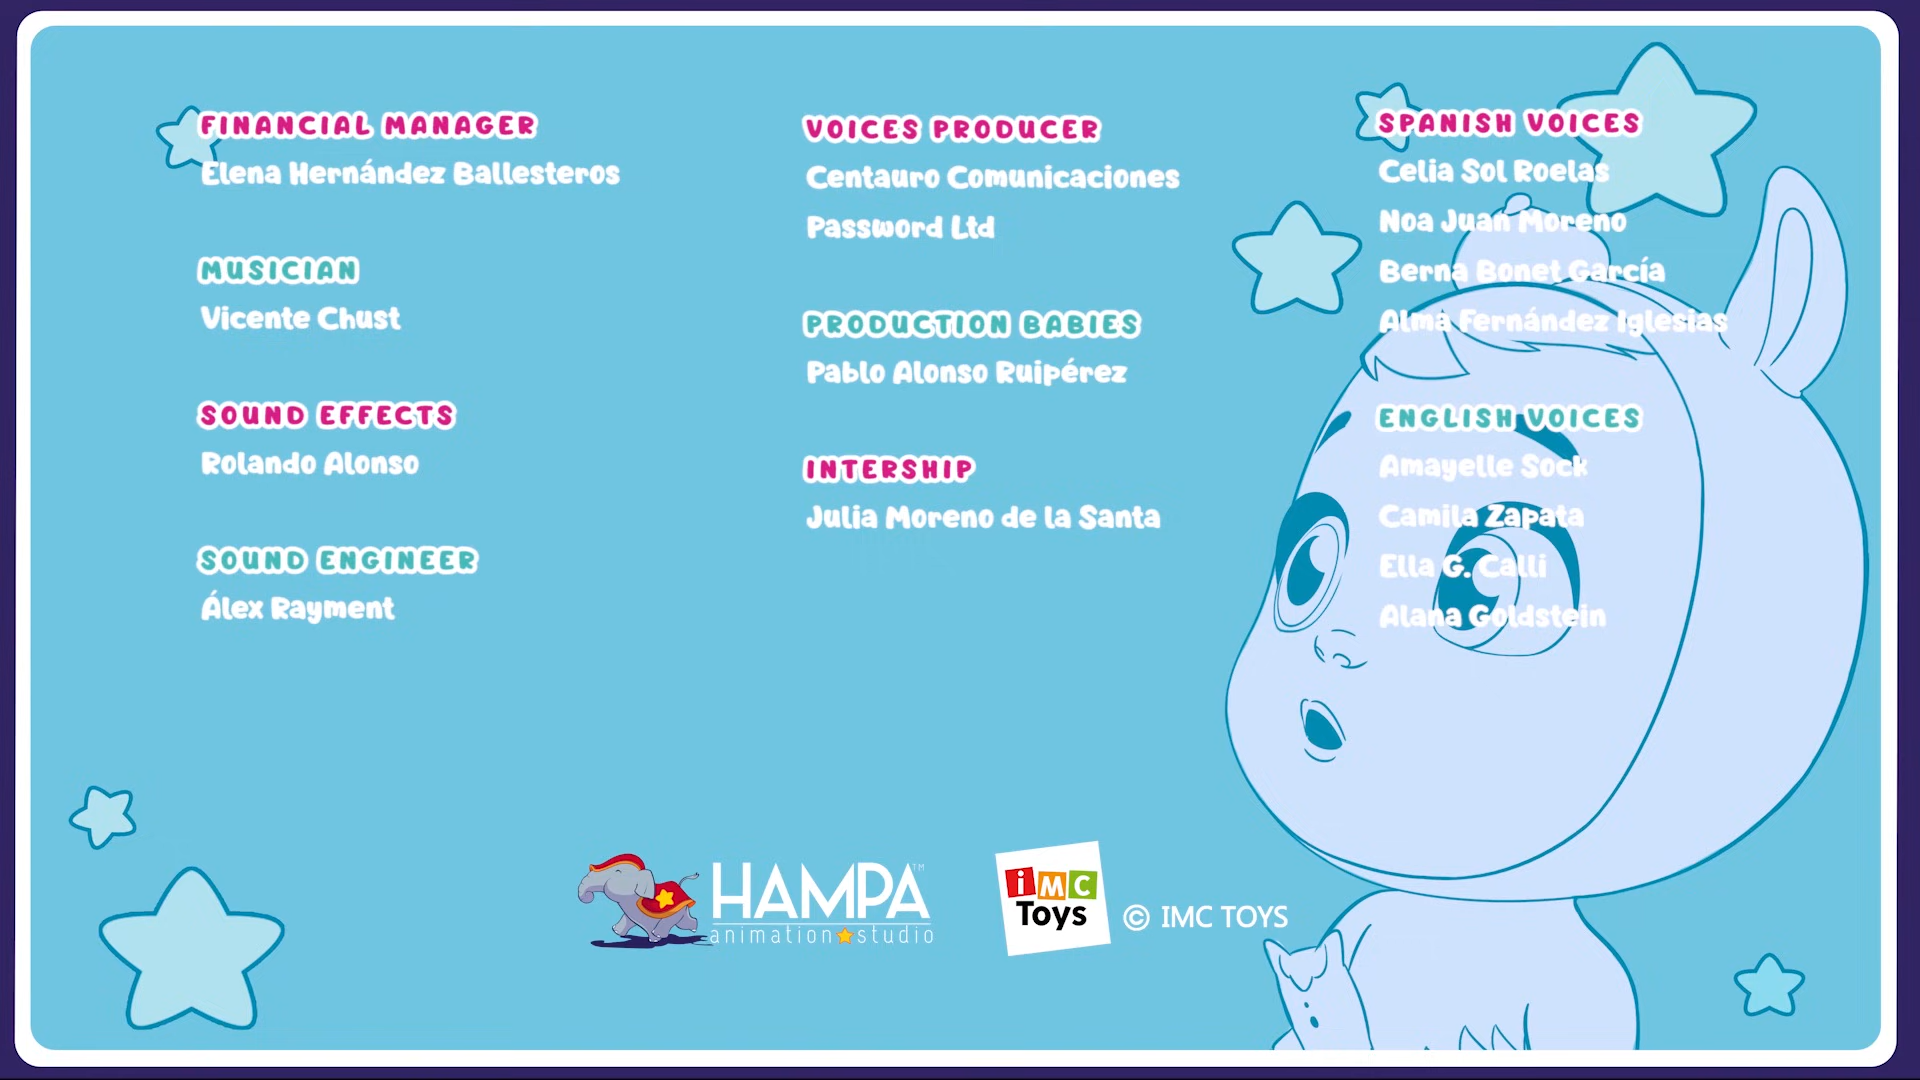 FINANCIAL MANAGER
Elena Hernández Ballesteros
MUSICIAN
Vicente Chust
SOUND EFFECTS
Rolando Alonso
SOUND ENGINEER
Álex Rayment
VOICES PRODUCER
Centauro Comunicaciones
Password Ltd
PRODUCTION BABIES
Pablo Alonso Ruipérez
INTERSHIP
Julia Moreno de la Santa
SPANISH VOICES
Celia Sol Roelas
Noa Juan Moreno
Berna Bonet García
Alma Fernández Iglesias
ENGLISH VOICES
Amayelle Sock
Camila Zapata
Ella G. Calli
Alana Goldstein
HAMPA™
animation studio
iMC
Toys
© IMC TOYS